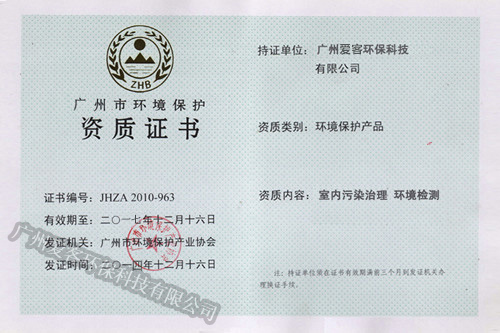 ZHB
广州市环境保护
资质证书
证书编号：JHZA 2010-963
有效期至：二〇一七年十二月十六日
发证机关：广州市环境保护产业协会
发证时间：二〇一四年十二月十六日
持证单位：广州爱客环保科技
有限公司
资质类别：环境保护产品
资质内容：室内污染治理 环境检测
注：持证单位须在证书有效期满前三个月到发证机关办
理换证手续。
广州爱客环保科技有限公司